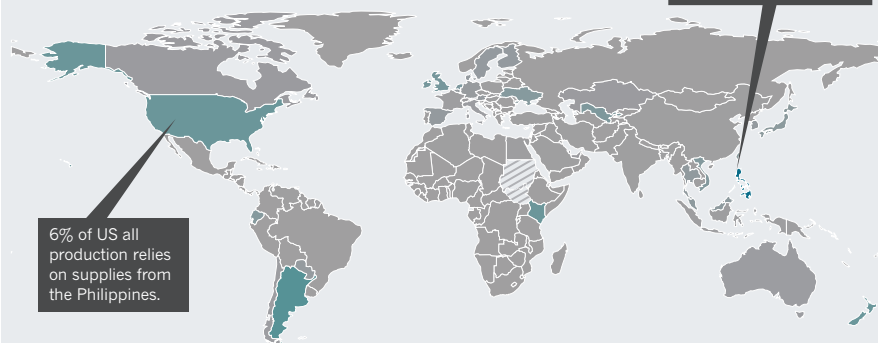 6% of US all
production relies
on supplies from
the Philippines.